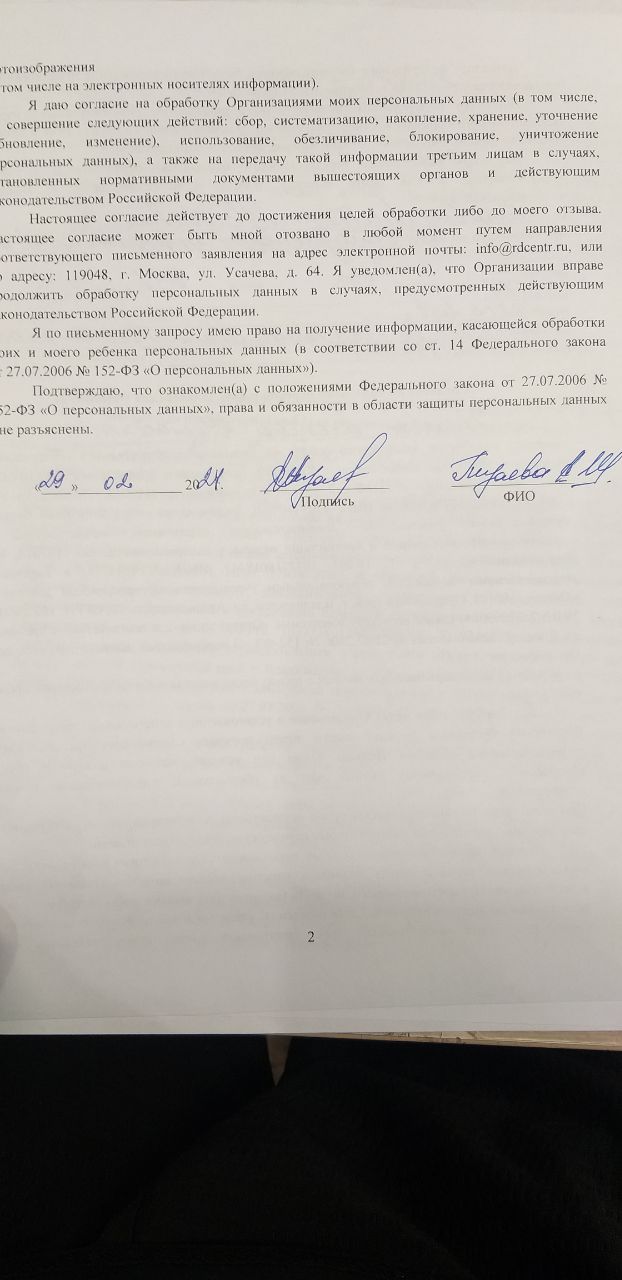 отоизображения
том числе на электронных носителях информации).
Я даю согласие на обработку Организациями моих персональных данных (в том числе,
совершение следующих действий: сбор, систематизацию, накопление, хранение, уточнение
бновление, изменение), использование, обезличивание, блокирование, уничтожение
рсональных данных), а также на передачу такой информации третьим лицам в случаях,
тановленных нормативными документами вышестоящих органов и действующим
конодательством Российской Федерации.
Настоящее согласие действует до достижения целей обработки либо до моего отзыва.
астоящее согласие может быть мной отозвано в любой момент путем направления
ответствующего письменного заявления на адрес электронной почты: info@rdcentr.ru, или
о адресу: 119048, г. Москва, ул. Усачева, д. 64. Я уведомлен(а), что Организации вправе
родолжить обработку персональных данных в случаях, предусмотренных действующим
конодательством Российской Федерации.
Я по письменному запросу имею право на получение информации, касающейся обработки
оих и моего ребенка персональных данных (в соответствии со ст. 14 Федерального закона
т 27.07.2006 № 152-ФЗ «О персональных данных»).
Подтверждаю, что ознакомлен(а) с положениями Федерального закона от 27.07.2006 №
52-ФЗ «О персональных данных», права и обязанности в области защиты персональных данных
не разъяснены.
«29» 02 2024.
Подпись ФИО
2